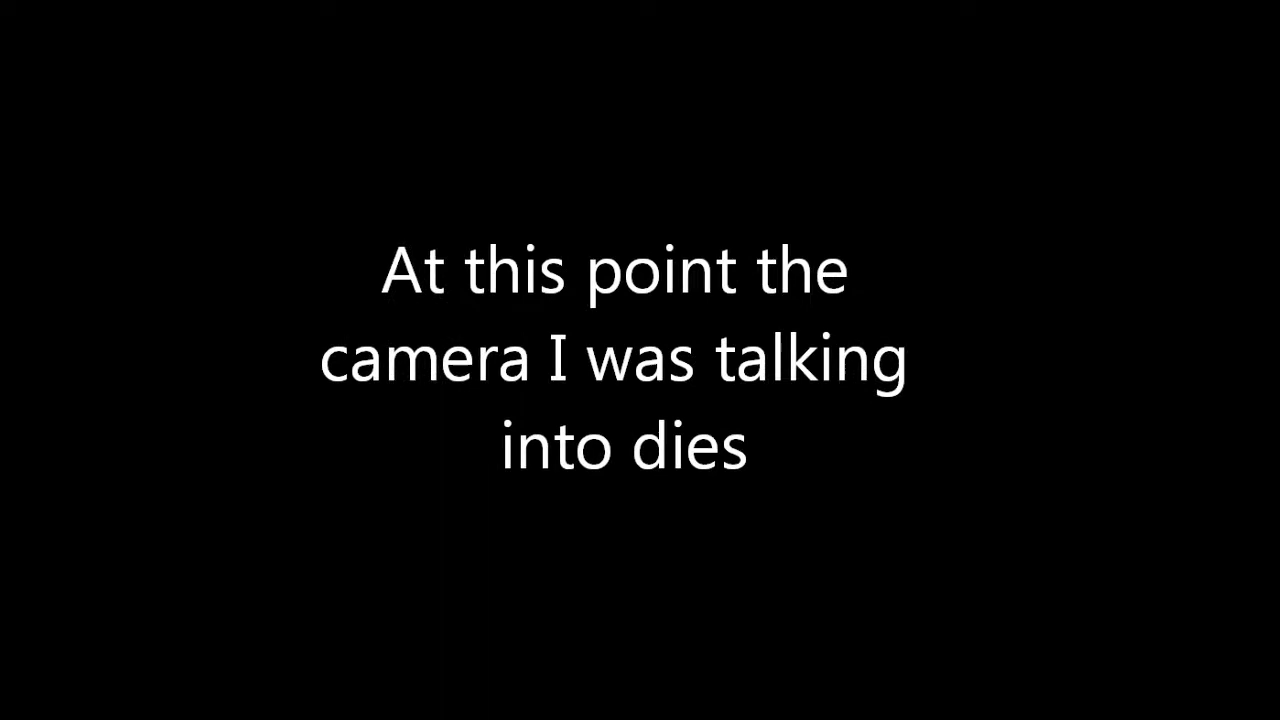 At this point the
camera I was talking
into dies